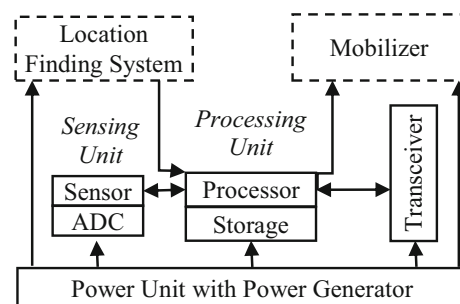 Location
Finding System
Mobilizer
Sensing
Unit
Processing
Unit
Transceiver
Sensor
ADC
Processor
Storage
Power Unit with Power Generator